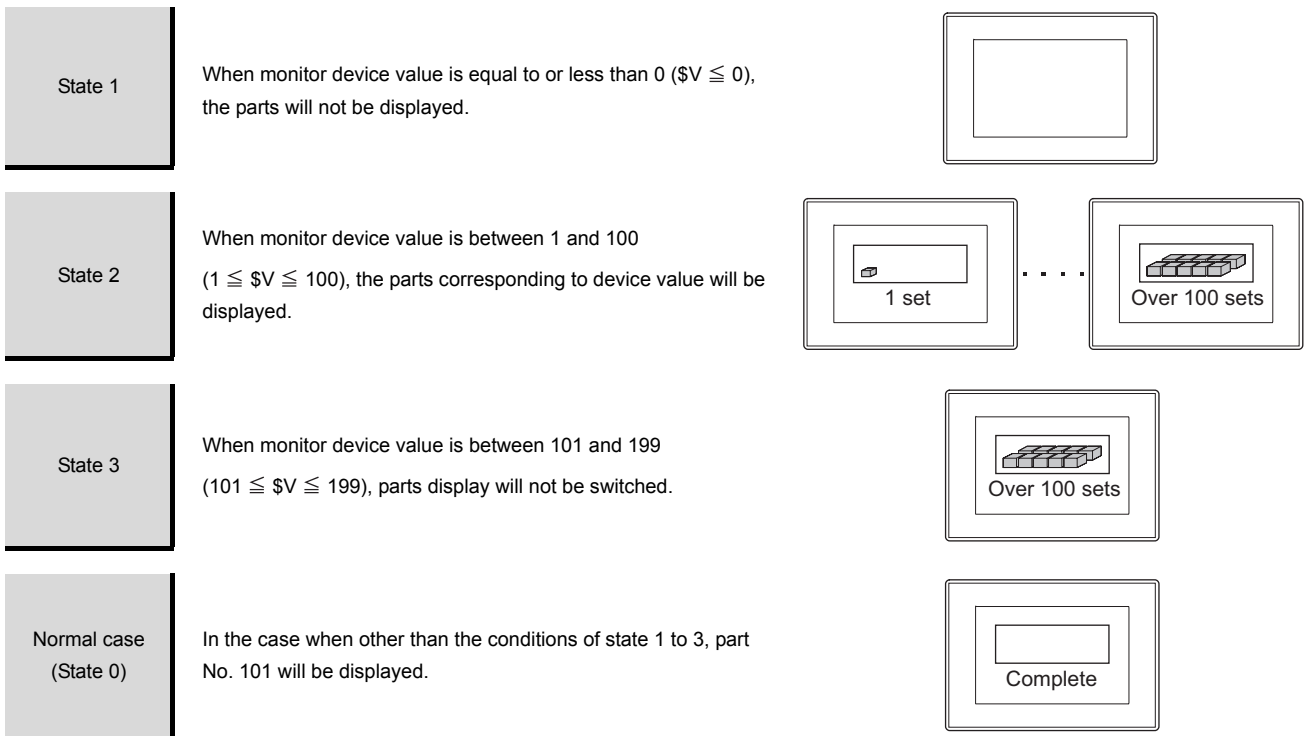 State 1
When monitor device value is equal to or less than 0 ($V ≦ 0),
the parts will not be displayed.
State 2
When monitor device value is between 1 and 100
(1 ≦ $V ≦ 100), the parts corresponding to device value will be
displayed.
1 set
Over 100 sets
State 3
When monitor device value is between 101 and 199
(101 ≦ $V ≦ 199), parts display will not be switched.
Over 100 sets
Normal case
(State 0)
In the case when other than the conditions of state 1 to 3, part
No. 101 will be displayed.
Complete